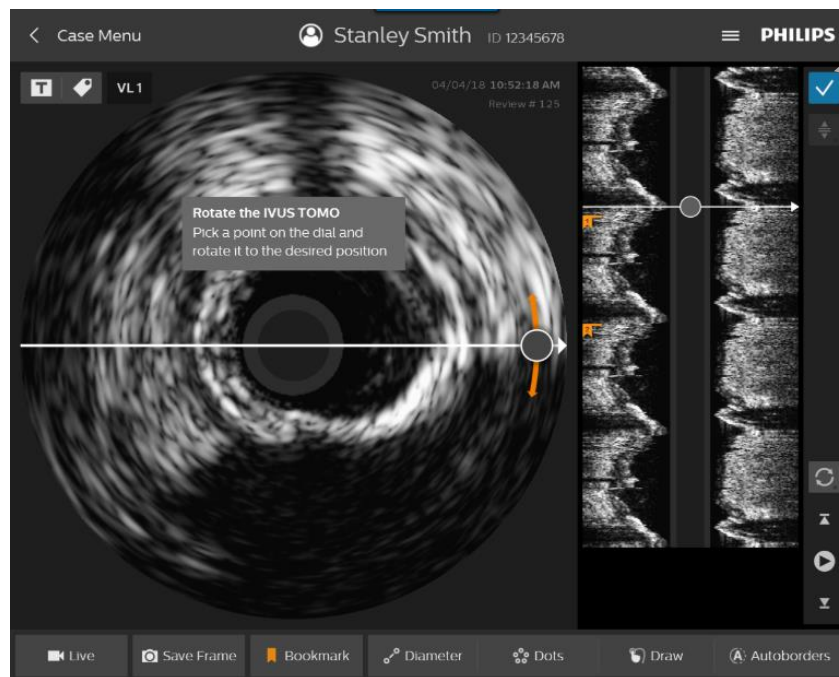 Case Menu
Stanley Smith ID 12345678
PHILIPS
T
VL1
04/04/18 10:52:18 AM
Review # 125
Rotate the IVUS TOMO
Pick a point on the dial and
rotate it to the desired position
1
2
Live
Save Frame
Bookmark
Diameter
Dots
Draw
A
Autoborders